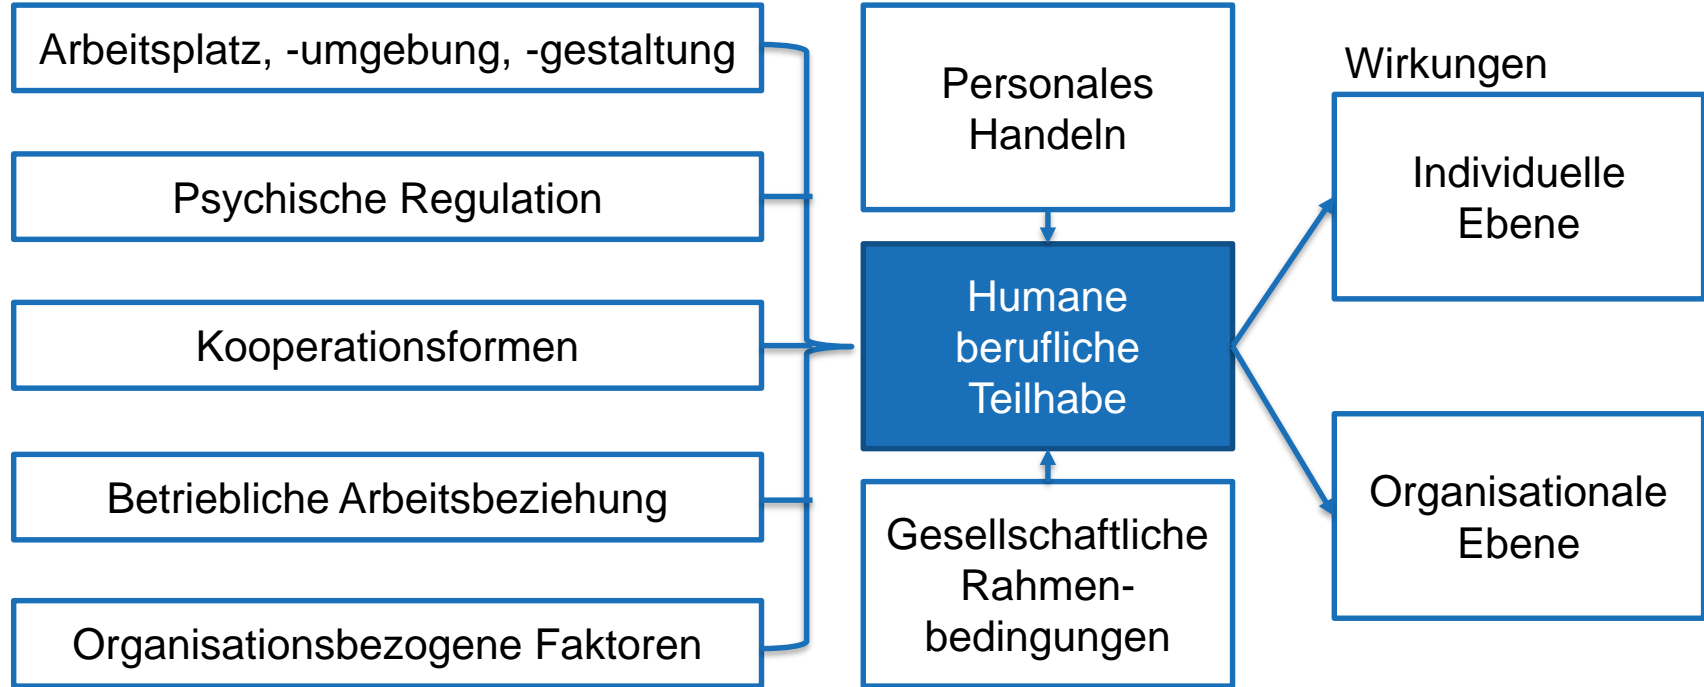 Arbeitsplatz, -umgebung, -gestaltung
Psychische Regulation
Kooperationsformen
Betriebliche Arbeitsbeziehung
Organisationsbezogene Faktoren
Personales
Handeln
Humane
berufliche
Teilhabe
Gesellschaftliche
Rahmen-
bedingungen
Wirkungen
Individuelle
Ebene
Organisationale
Ebene